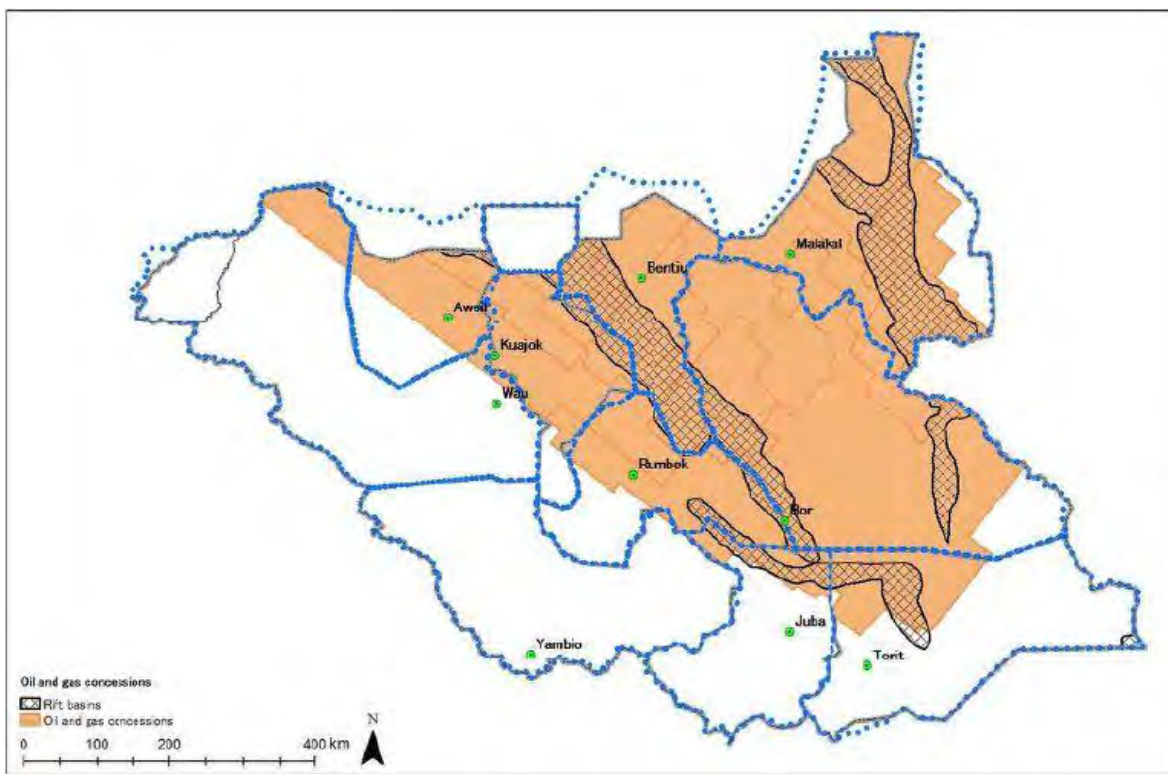 Malakal
Bentiu
Aweil
Kuajok
Wau
Rumbek
Bor
Juba
Yambio
Torit
Oil and gas concessions
Rift basins
Oil and gas concessions
0 100 200 400 km
N